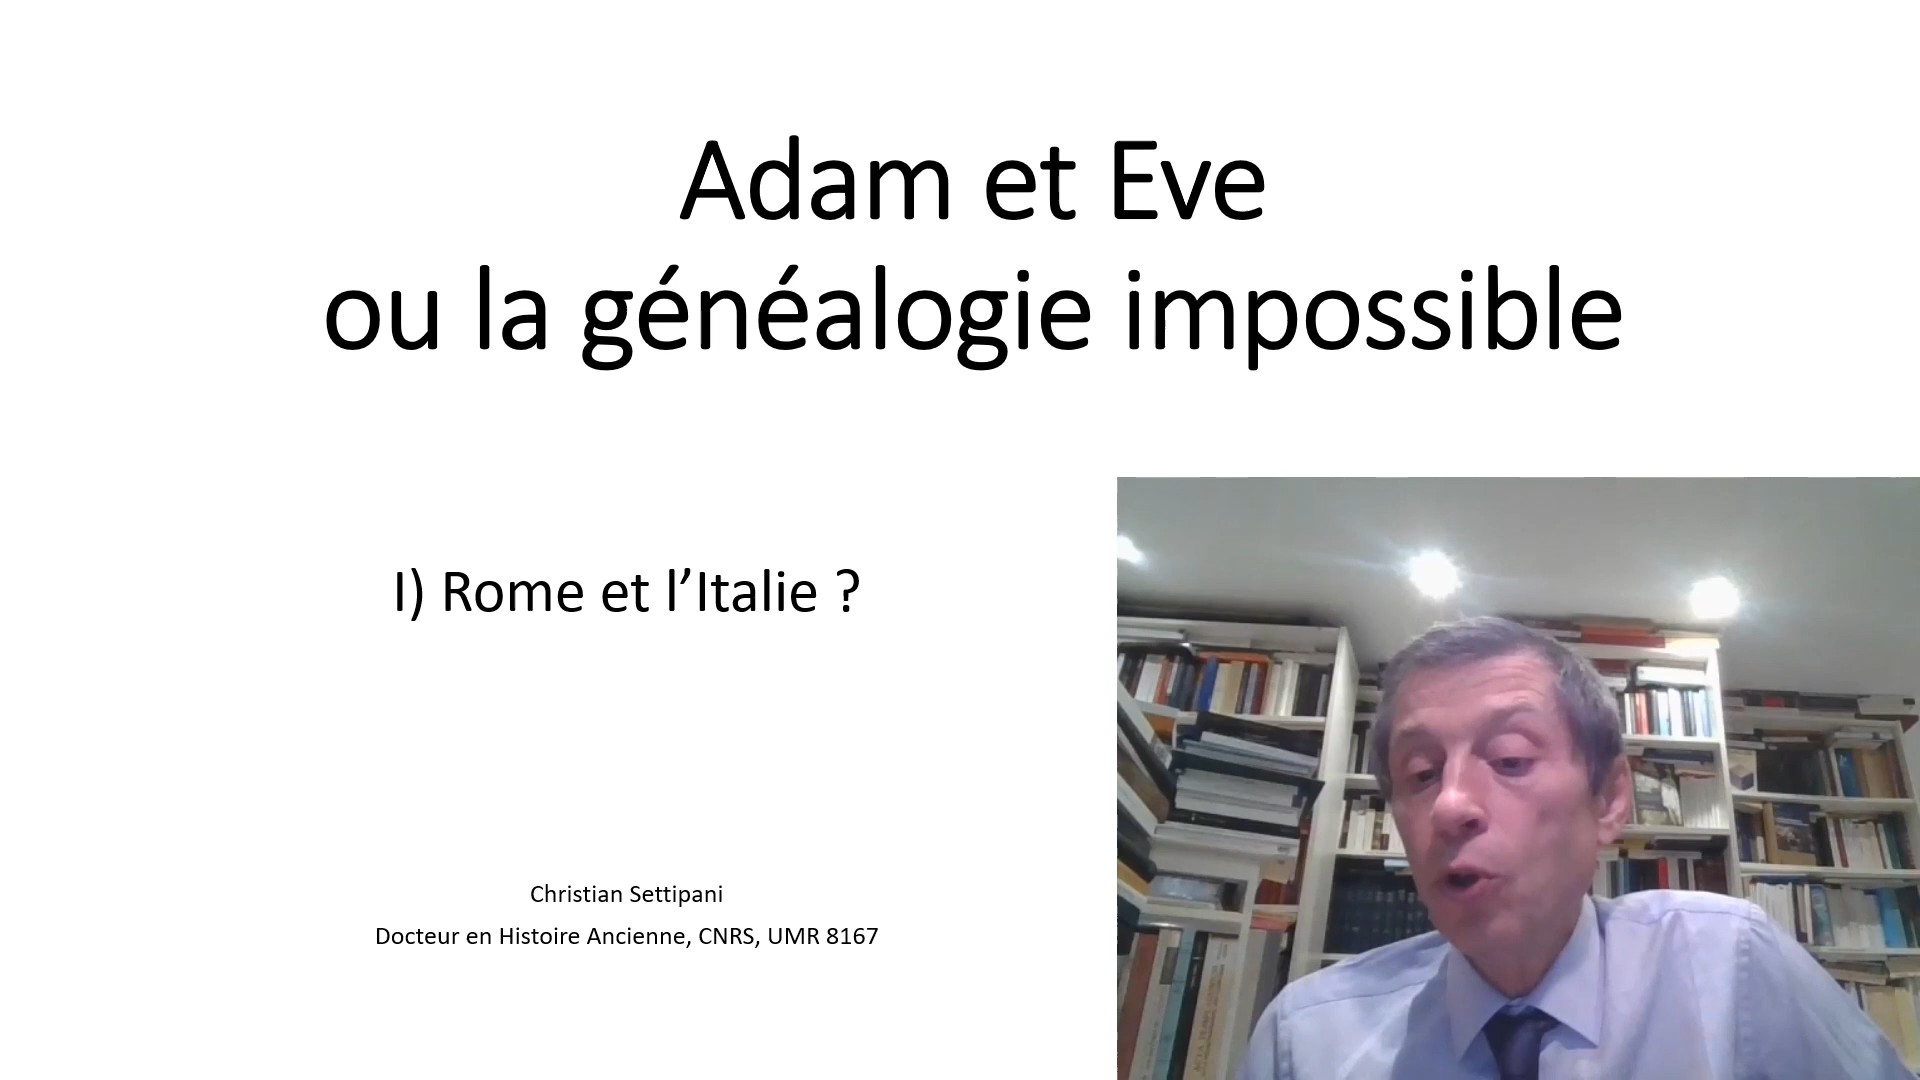 Adam et Eve
ou la généalogie impossible
I) Rome et l’Italie ?
Christian Settipani
Docteur en Histoire Ancienne, CNRS, UMR 8167